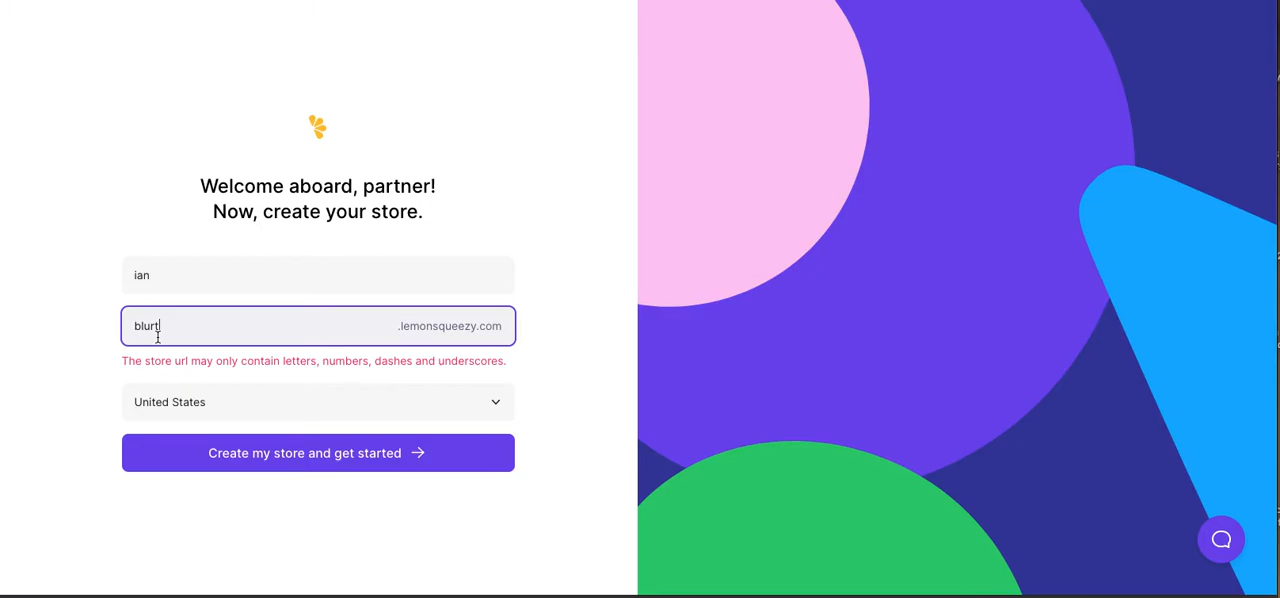 Welcome aboard, partner!
Now, create your store.
ian
blurt .lemonsqueezy.com
The store url may only contain letters, numbers, dashes and underscores.
United States
Create my store and get started →